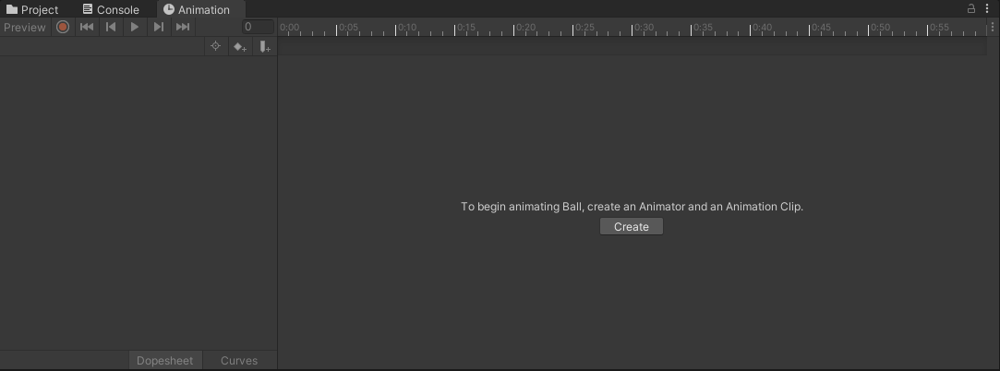 Project Console Animation
Preview 0 0:00 0:05 0:10 0:15 0:20 0:25 0:30 0:35 0:40 0:45 0:50 0:55
To begin animating Ball, create an Animator and an Animation Clip.
Create
Dopesheet Curves